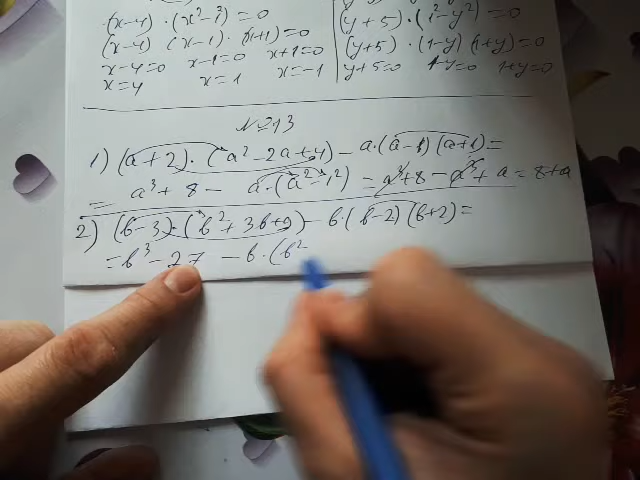 (x-4)·(x²-1²)=0
(x-4) (x-1)·(x+1)=0
x-4=0 x-1=0 x+1=0
x=4 x=1 x=-1
(y+5)·(1²-y²)=0
(y+5)·(1-y)(1+y)=0
y+5=0 1-y=0 1+y=0
№213
1) (a+2)·(a²-2a+4)-a·(a-1)(a+1)=
= a³+8-a·(a²-1²)=a³+8-a³+a=8+a
2) (b-3)·(b²+3b+9)-b·(b-2)(b+2)=
=b³-27-b·(b²